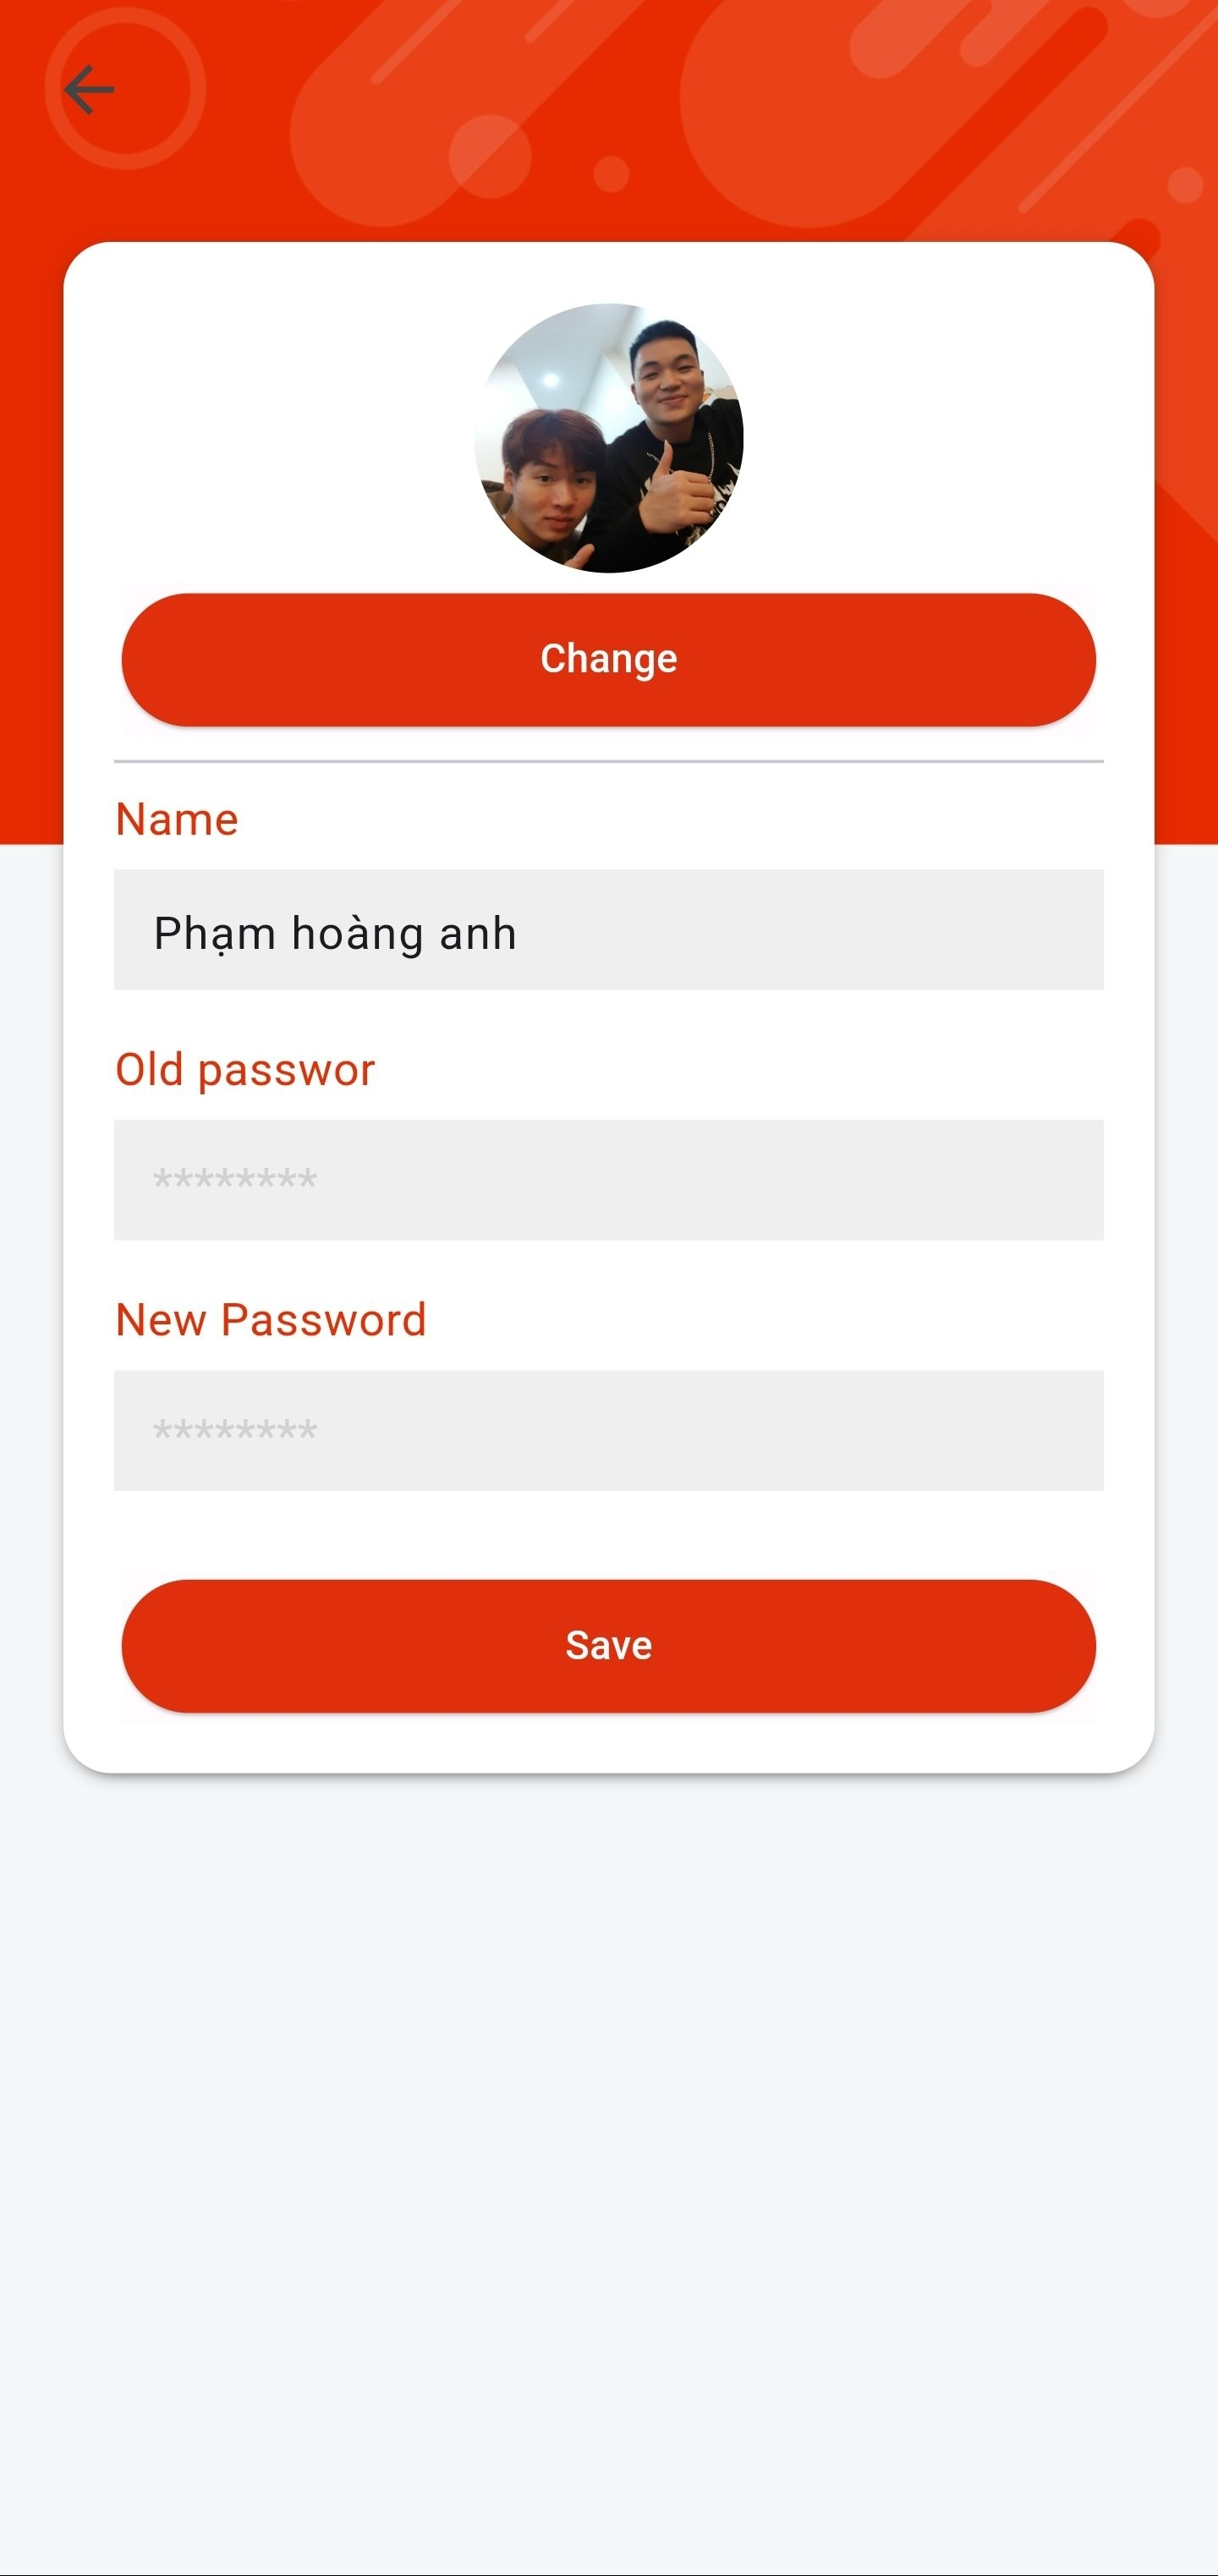 Change
Name
Phạm hoàng anh
Old passwor
********
New Password
********
Save